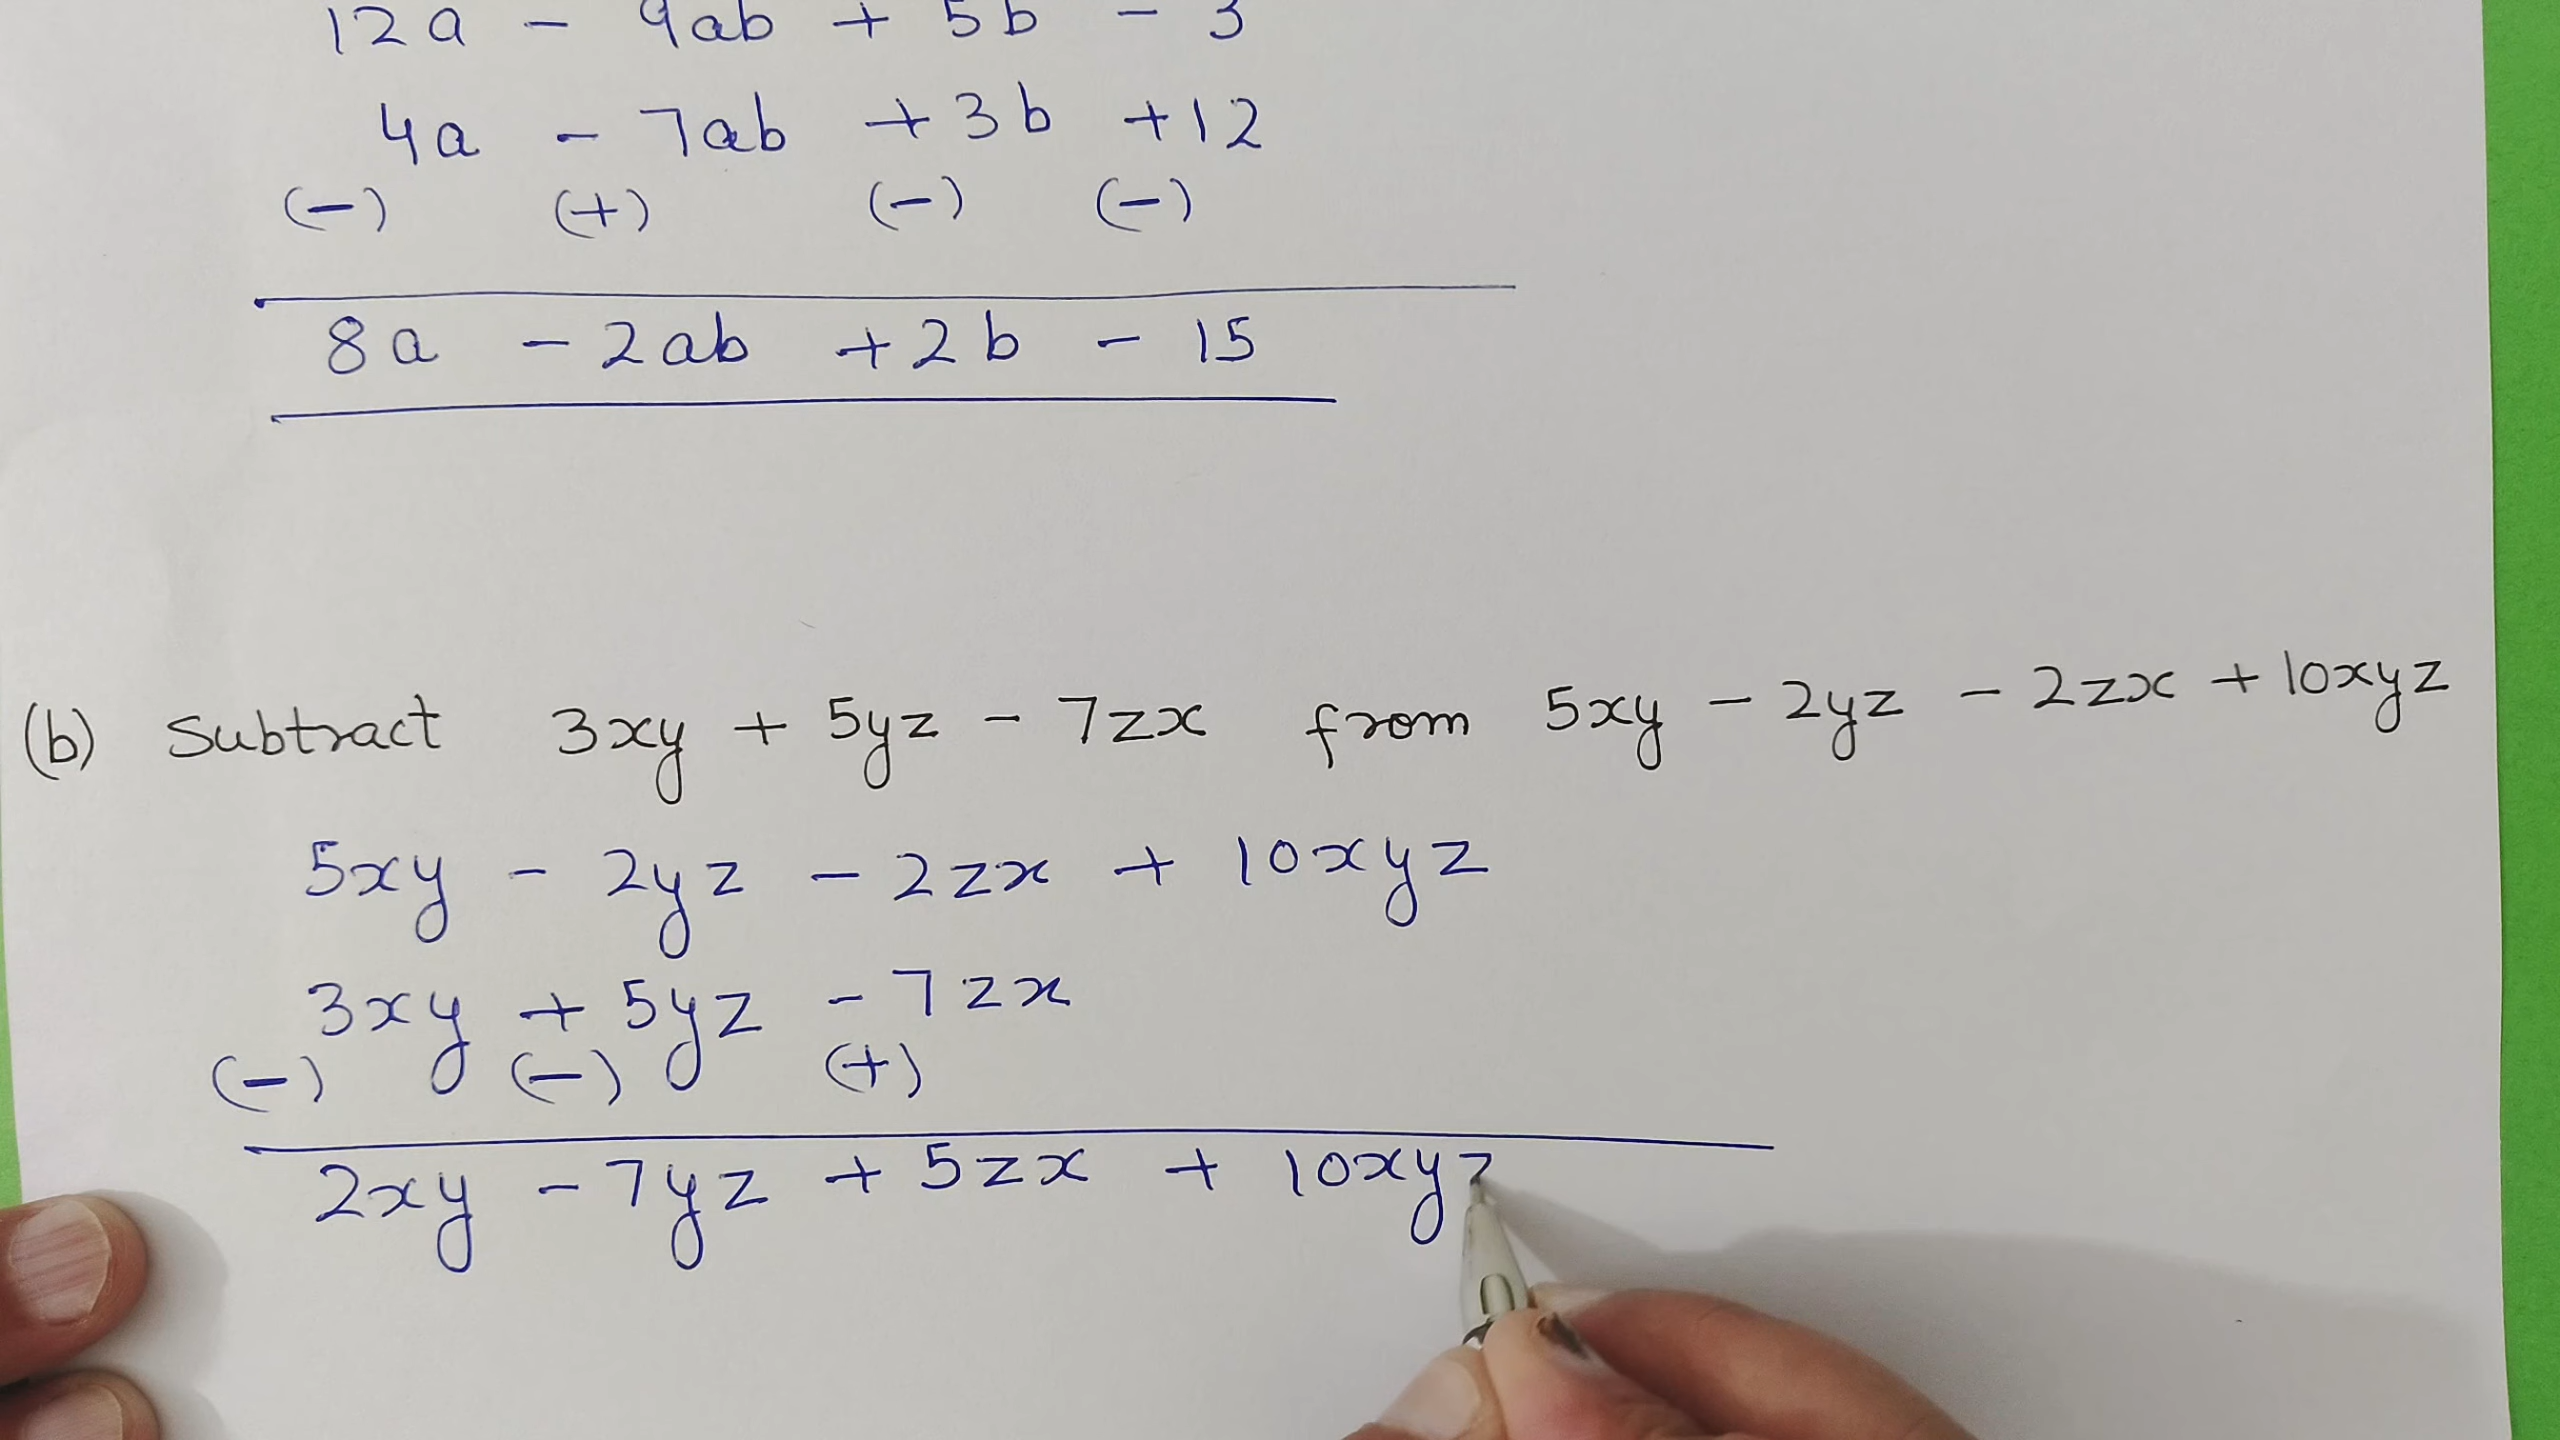 12a - 9ab + 5b - 3
4a - 7ab + 3b + 12
(-) (+) (-) (-)
8a - 2ab + 2b - 15
(b) Subtract 3xy + 5yz - 7zx from 5xy - 2yz - 2zx + 10xyz
5xy - 2yz - 2zx + 10xyz
3xy + 5yz - 7zx
(-) (-) (+)
2xy - 7yz + 5zx + 10xyz